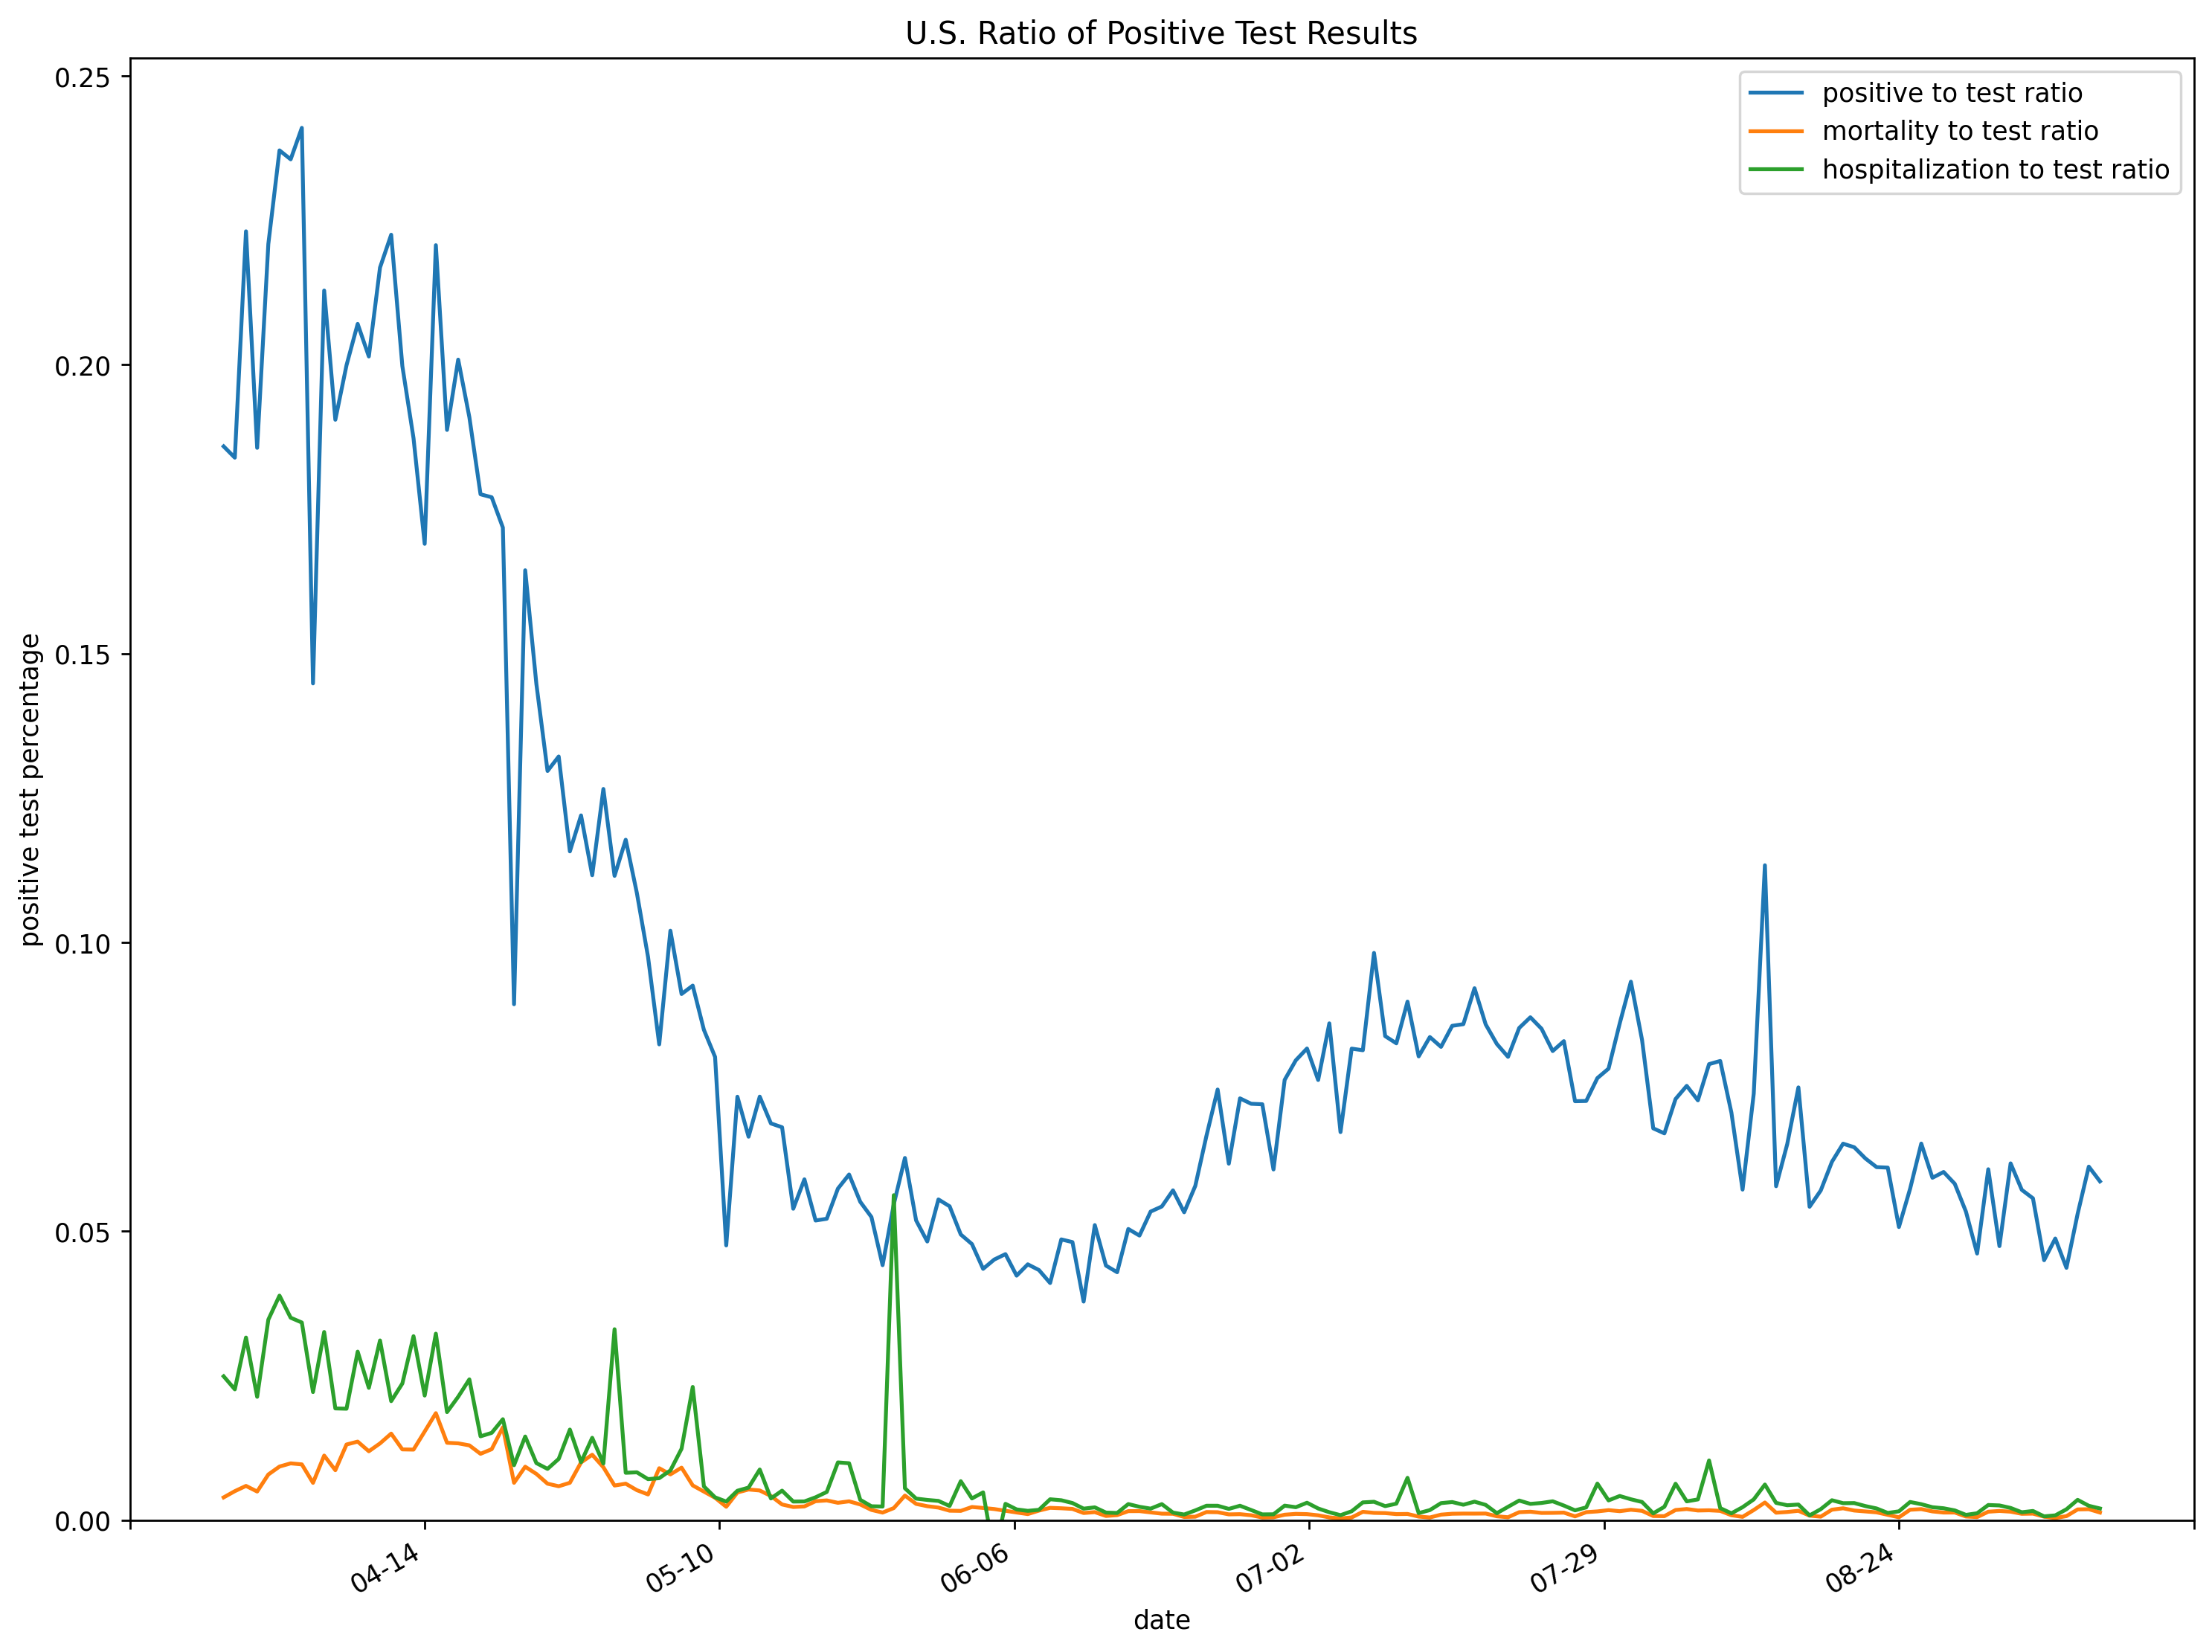 U.S. Ratio of Positive Test Results
positive to test ratio
mortality to test ratio
hospitalization to test ratio
positive test percentage
0.25
0.20
0.15
0.10
0.05
0.00
04-14
05-10
06-06
07-02
07-29
08-24
date